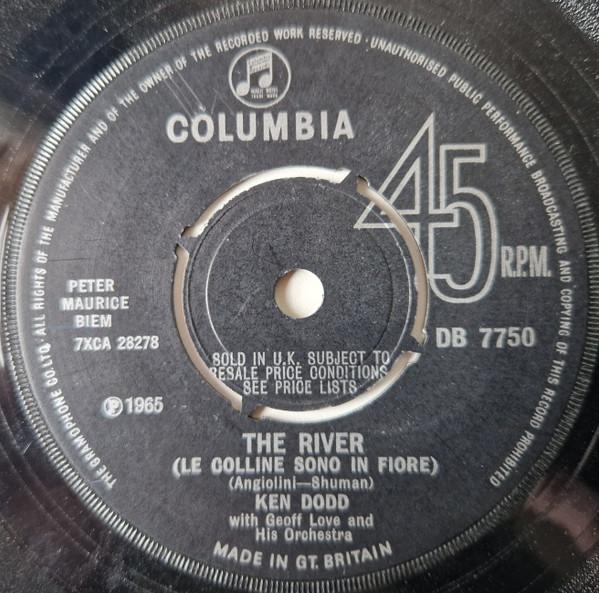 THE GRAMOPHONE CO. LTD. · ALL RIGHTS OF THE MANUFACTURER AND OF THE OWNER OF THE RECORDED WORK RESERVED · UNAUTHORISED PUBLIC PERFORMANCE BROADCASTING AND COPYING OF THIS RECORD PROHIBITED
COLUMBIA
45
R.P.M.
PETER
MAURICE
BIEM
7XCA 28278
DB 7750
SOLD IN U.K. SUBJECT TO
RESALE PRICE CONDITIONS,
SEE PRICE LISTS
Ⓟ 1965
THE RIVER
(LE COLLINE SONO IN FIORE)
(Angiolini—Shuman)
KEN DODD
with Geoff Love and
His Orchestra
MADE IN GT. BRITAIN